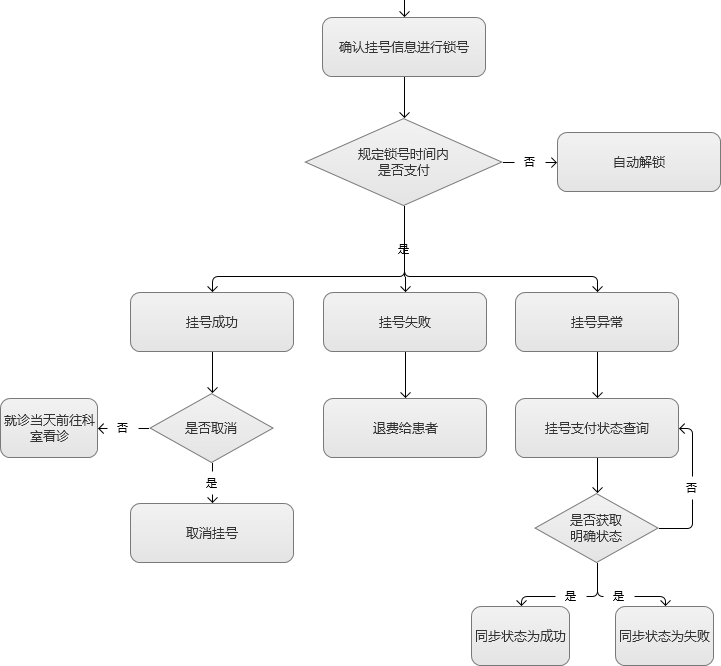 确认挂号信息进行锁号
规定锁号时间内
是否支付
否
自动解锁
是
挂号成功
挂号失败
挂号异常
就诊当天前往科
室看诊
否
是否取消
退费给患者
挂号支付状态查询
是
否
取消挂号
是否获取
明确状态
是
是
同步状态为成功
同步状态为失败